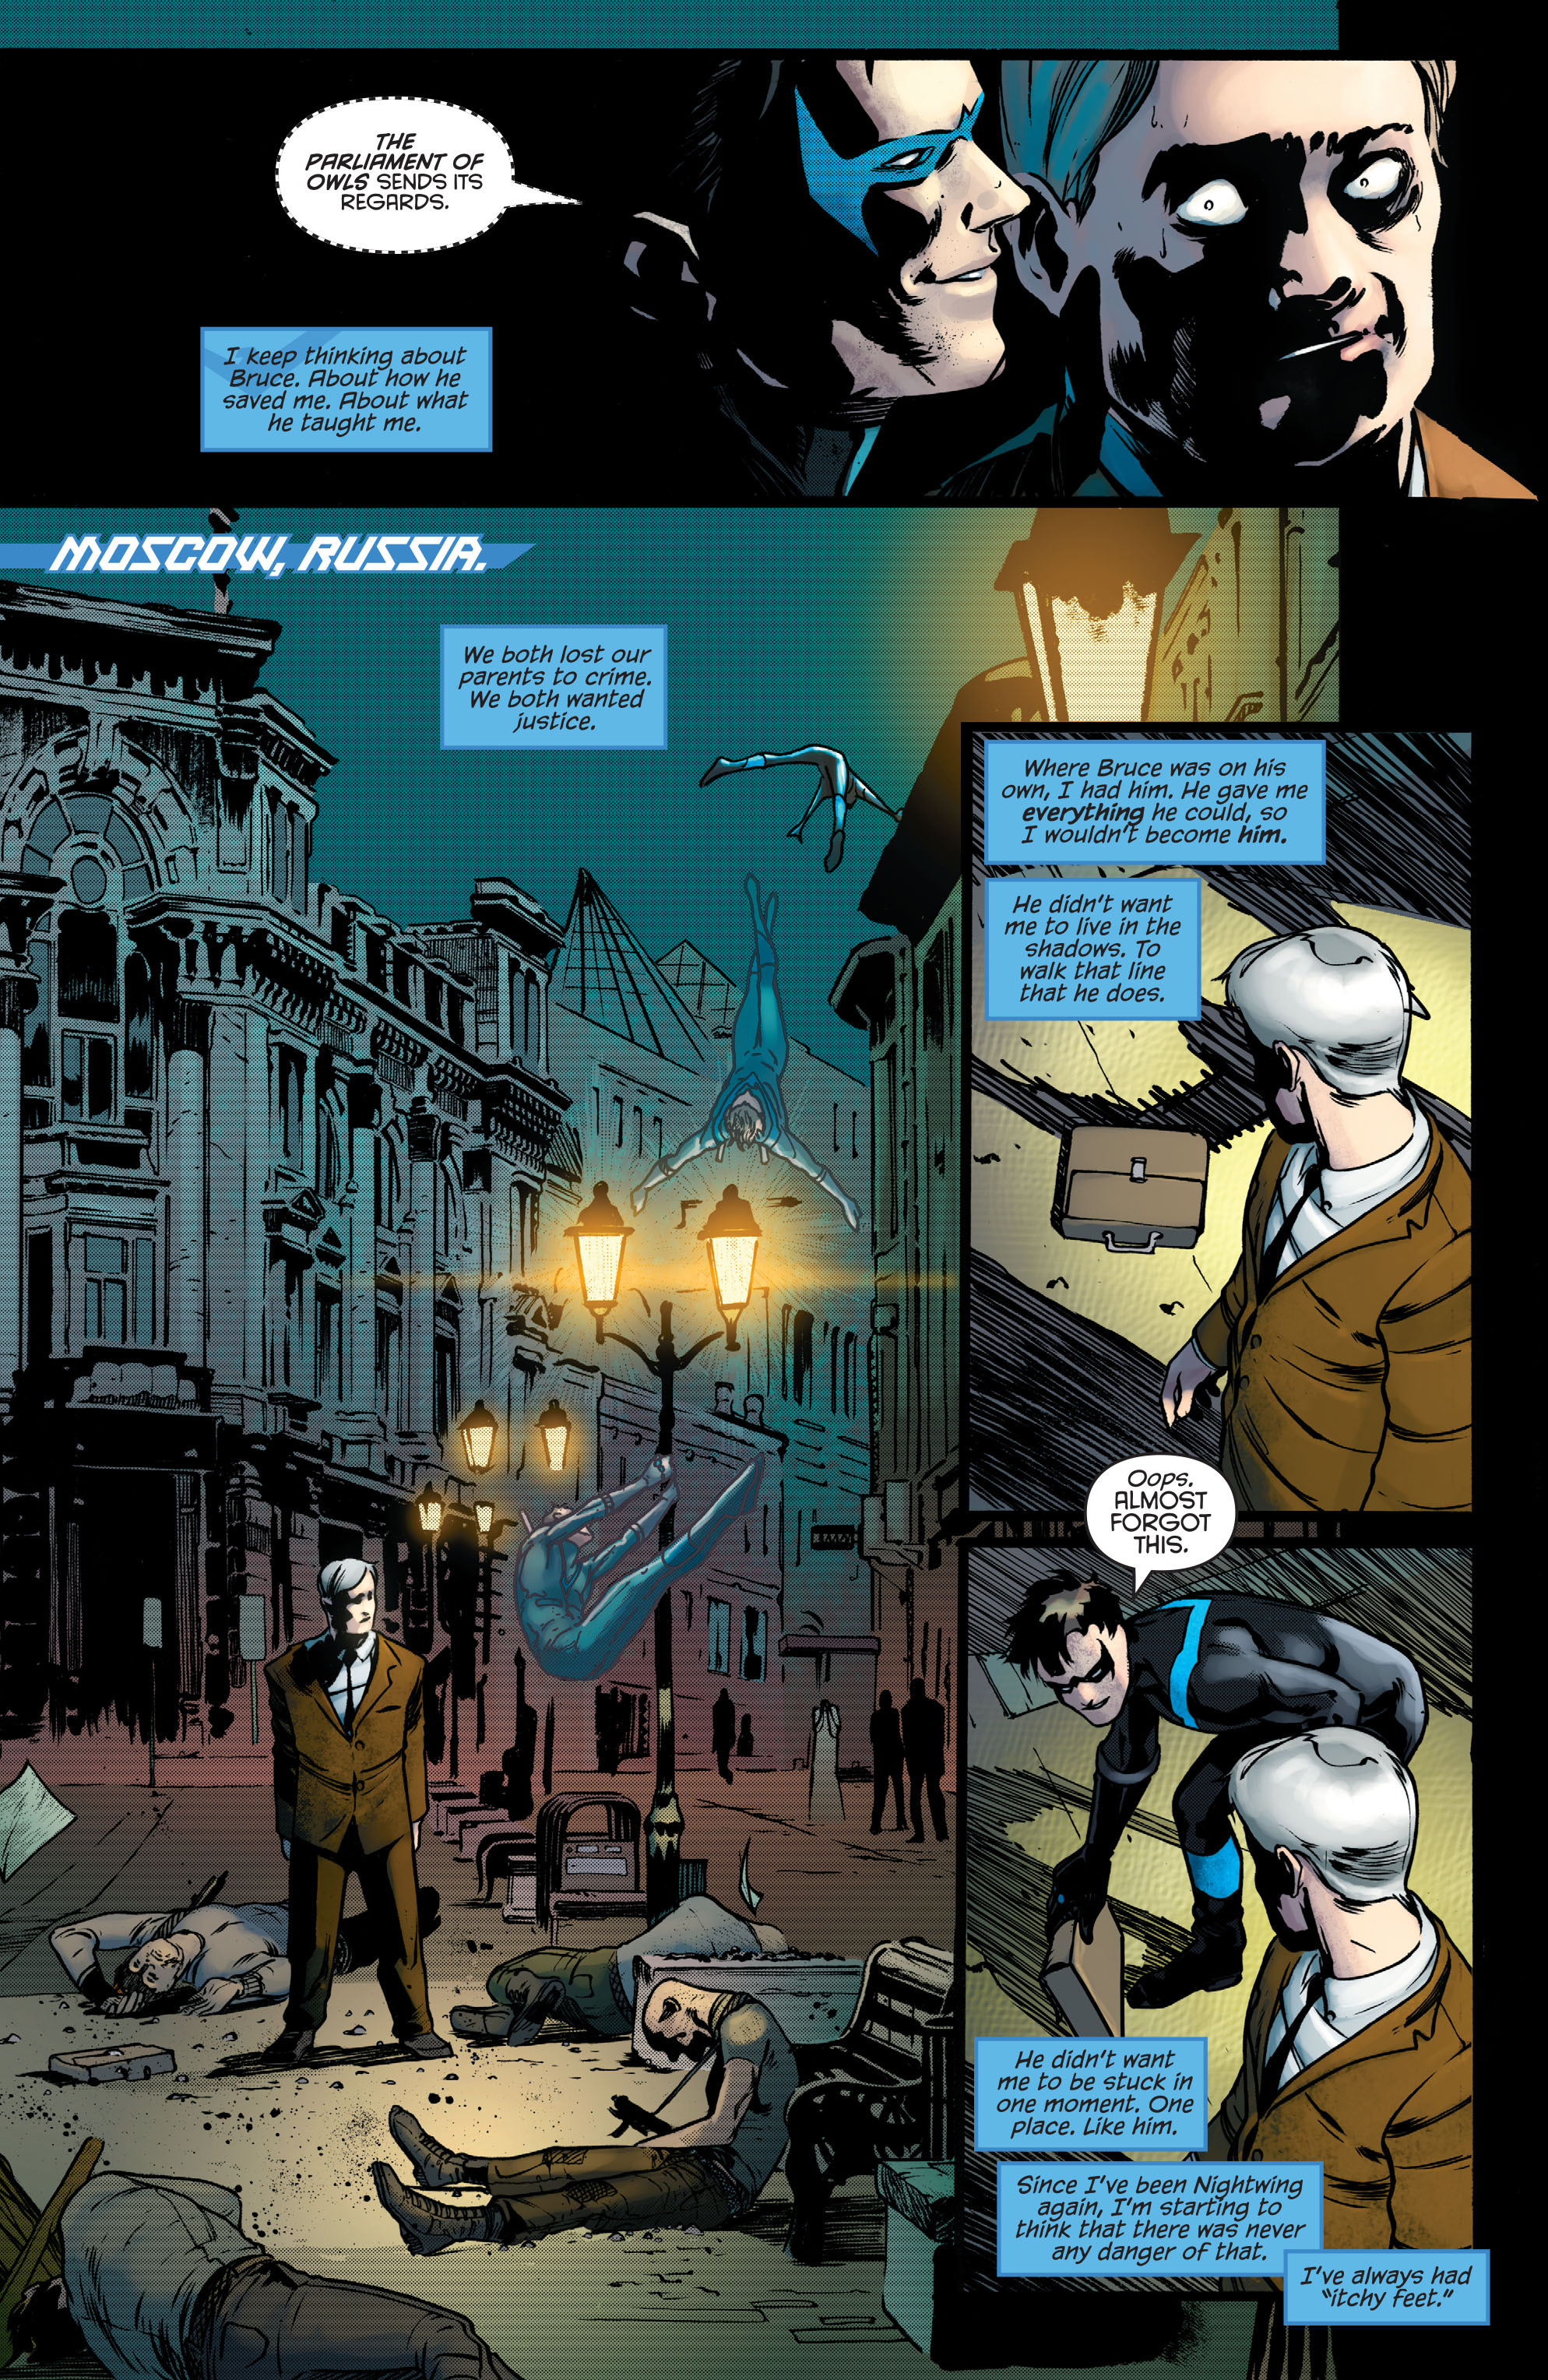 THE
PARLIAMENT OF
OWLS SENDS ITS
REGARDS.
I keep thinking about
Bruce. About how he
saved me. About what
he taught me.
MOSCOW, RUSSIA.
We both lost our
parents to crime.
We both wanted
justice.
Where Bruce was on his
own, I had him. He gave me
everything he could, so
I wouldn't become him.
He didn't want
me to live in the
shadows. To
walk that line
that he does.
Oops.
ALMOST
FORGOT
THIS.
He didn't want
me to be stuck in
one moment. One
place. Like him.
Since I've been Nightwing
again, I'm starting to
think that there was never
any danger of that.
I've always had
"itchy feet."